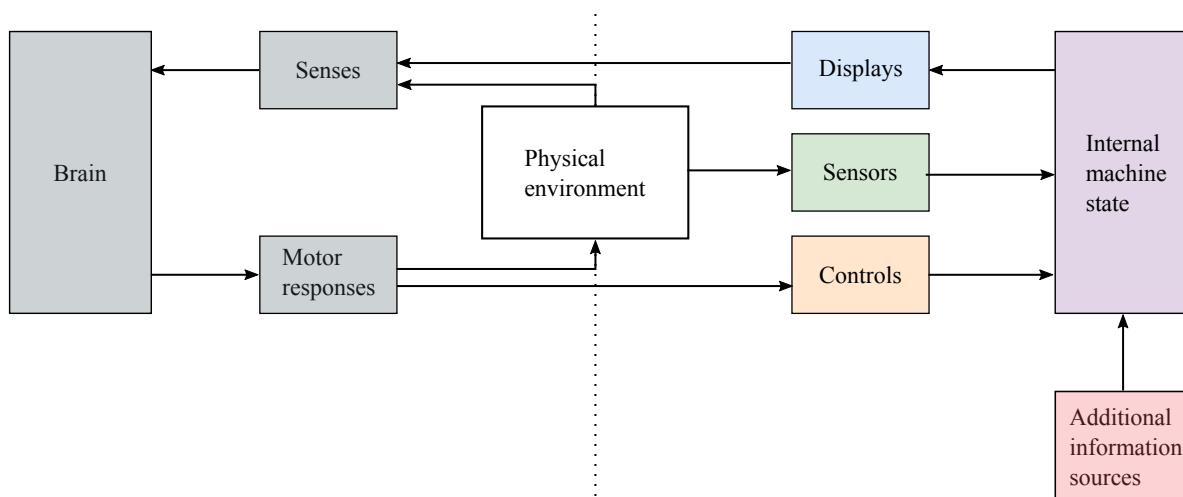 Senses
Displays
Brain
Physical
environment
Sensors
Internal
machine
state
Motor
responses
Controls
Additional
information
sources